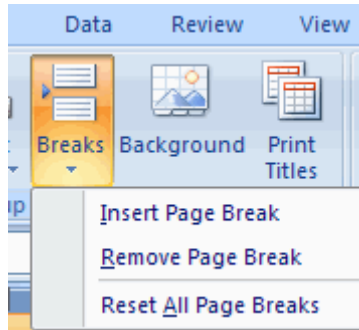 Data Review View
Breaks Background Print
Titles
Insert Page Break
Remove Page Break
Reset All Page Breaks